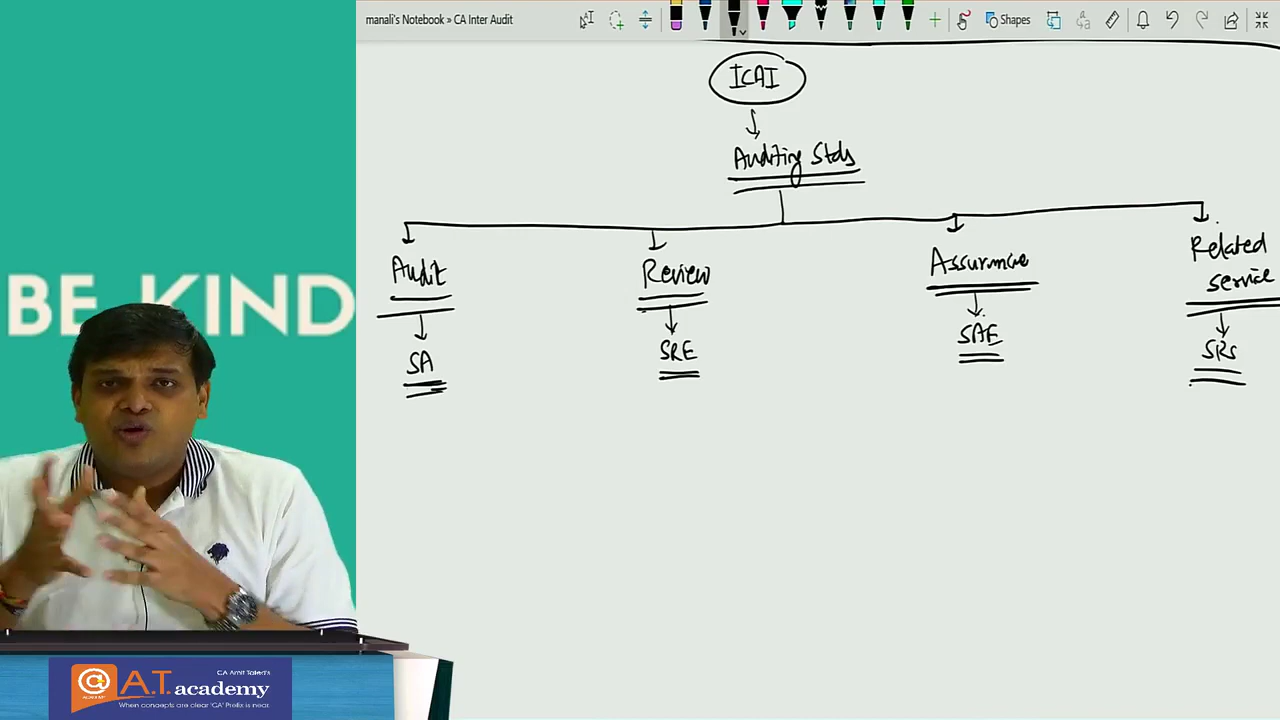 manali's Notebook » CA Inter Audit
Shapes
ICAI
Auditing Stds
Audit
Review
Assurance
Related
service
SA
SRE
SAE
SRS
BE KIND
CA Amit Tated's
@A.T. academy
ACADEMY
When concepts are clear 'CA' Prefix is near.